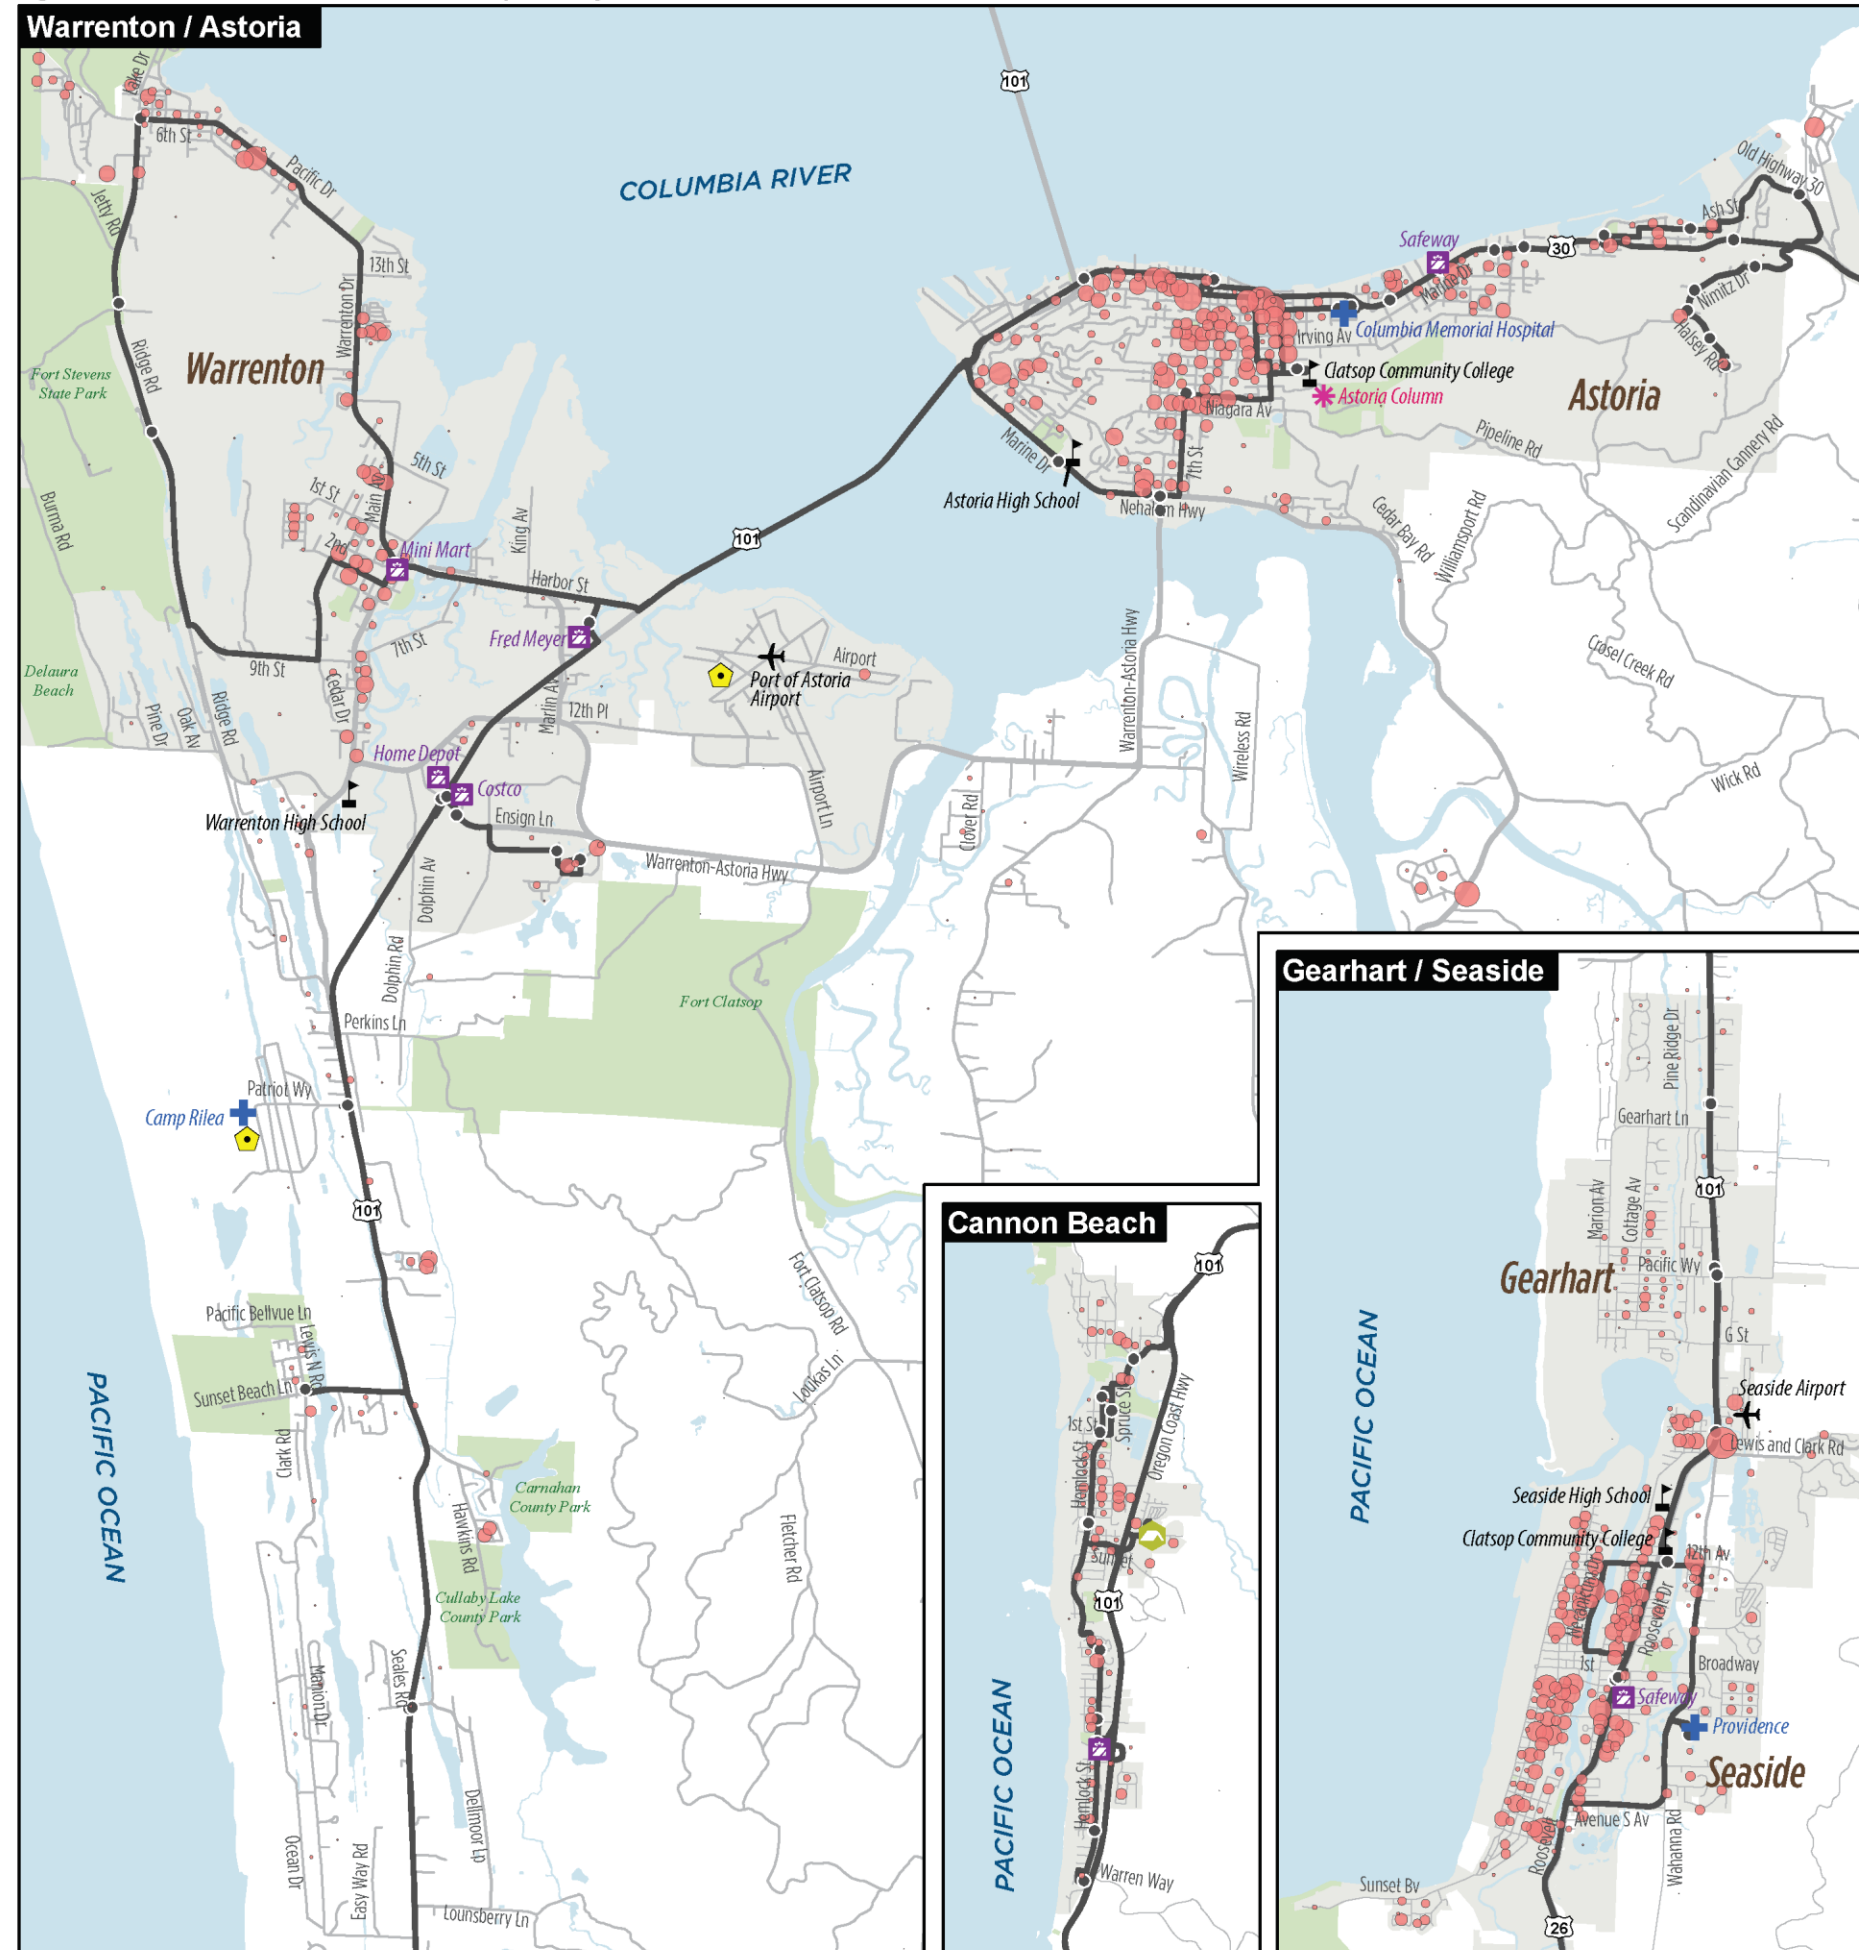 Warrenton / Astoria
Lake Dr
6th St
Pacific Dr
Jetty Rd
13th St
Warrenton Dr
Ridge Rd
Warrenton
Fort Stevens
State Park
COLUMBIA RIVER
101
Old Highway 30
Ash St
Safeway
30
Marine Dr
Nimitz Dr
Columbia Memorial Hospital
Irving Av
Halsey Rd
Clatsop Community College
Astoria Column
Astoria
Niagara Av
Pipeline Rd
Scandinavian Cannery Rd
Marine Dr
7th St
Astoria High School
Nehalem Hwy
Cedar Bay Rd
Williamsport Rd
5th St
1st St
Main Av
Burma Rd
2nd
Mini Mart
King Av
101
Harbor St
Fred Meyer
7th St
9th St
Delaura
Beach
Cedar Dr
Marlin Av
12th Pl
Pine Dr
Oak Av
Ridge Rd
Airport
Port of Astoria
Airport
Warrenton-Astoria Hwy
Wireless Rd
Crosel Creek Rd
Wick Rd
Home Depot
Costco
Ensign Ln
Airport Ln
Clover Rd
Warrenton High School
Dolphin Av
Warrenton-Astoria Hwy
Dolphin Rd
Fort Clatsop
Perkins Ln
Patriot Wy
Camp Rilea
101
Pacific Bellvue Ln
Lewis N Rd
Sunset Beach Ln
Clark Rd
PACIFIC OCEAN
Fort Clatsop Rd
Loukas Ln
Carnahan
County Park
Hawkins Rd
Fletcher Rd
Cullaby Lake
County Park
Manion Dr
Seales Rd
Dellmoor Lp
Ocean Dr
Easy Way Rd
Lounsberry Ln
Cannon Beach
101
1st St
Spruce St
Oregon Coast Hwy
Hemlock St
Sunset
101
PACIFIC OCEAN
Hemlock St
Warren Way
Gearhart / Seaside
Pine Ridge Dr
Gearhart Ln
101
Marion Av
Cottage Av
Pacific Wy
Gearhart
G St
PACIFIC OCEAN
Seaside Airport
Lewis and Clark Rd
Seaside High School
Clatsop Community College
12th Av
Necanicum Dr
Roosevelt Dr
1st
Broadway
Safeway
Providence
Seaside
Avenue S Av
Roosevelt
Wahanna Rd
Sunset Bv
26